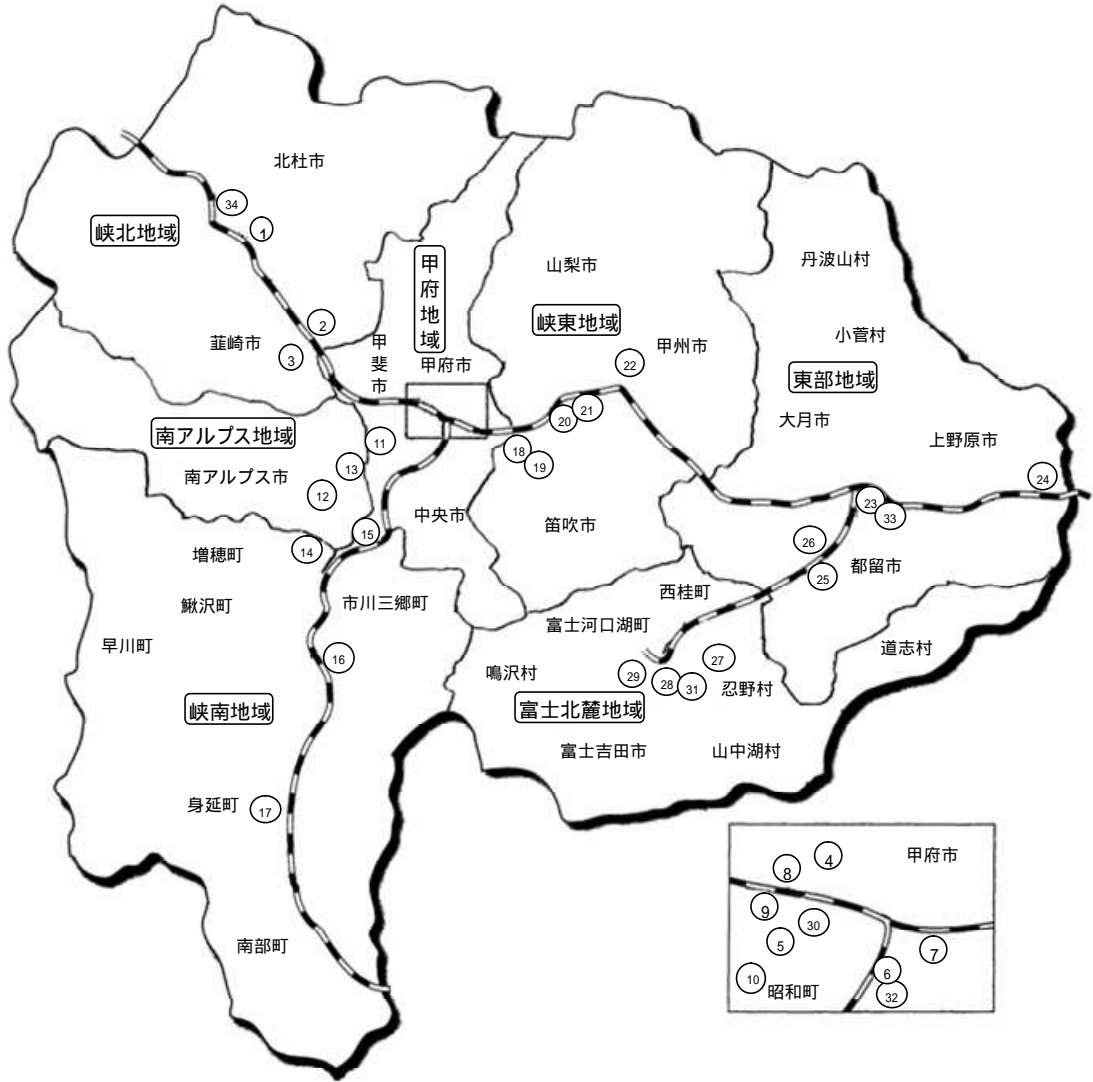 北杜市
34
1
峡北地域
甲府地域
山梨市
丹波山村
峡東地域
小菅村
2
韮崎市
3
甲斐市
甲府市
22
甲州市
東部地域
大月市
21
20
南アルプス地域
11
18
上野原市
13
19
南アルプス市
24
12
23
中央市
笛吹市
33
15
26
増穂町
14
都留市
25
西桂町
鰍沢町
市川三郷町
富士河口湖町
早川町
道志村
16
27
鳴沢村
29
28
31
忍野村
峡南地域
富士北麓地域
富士吉田市
山中湖村
身延町
17
4
甲府市
8
9
30
南部町
5
7
6
10
昭和町
32